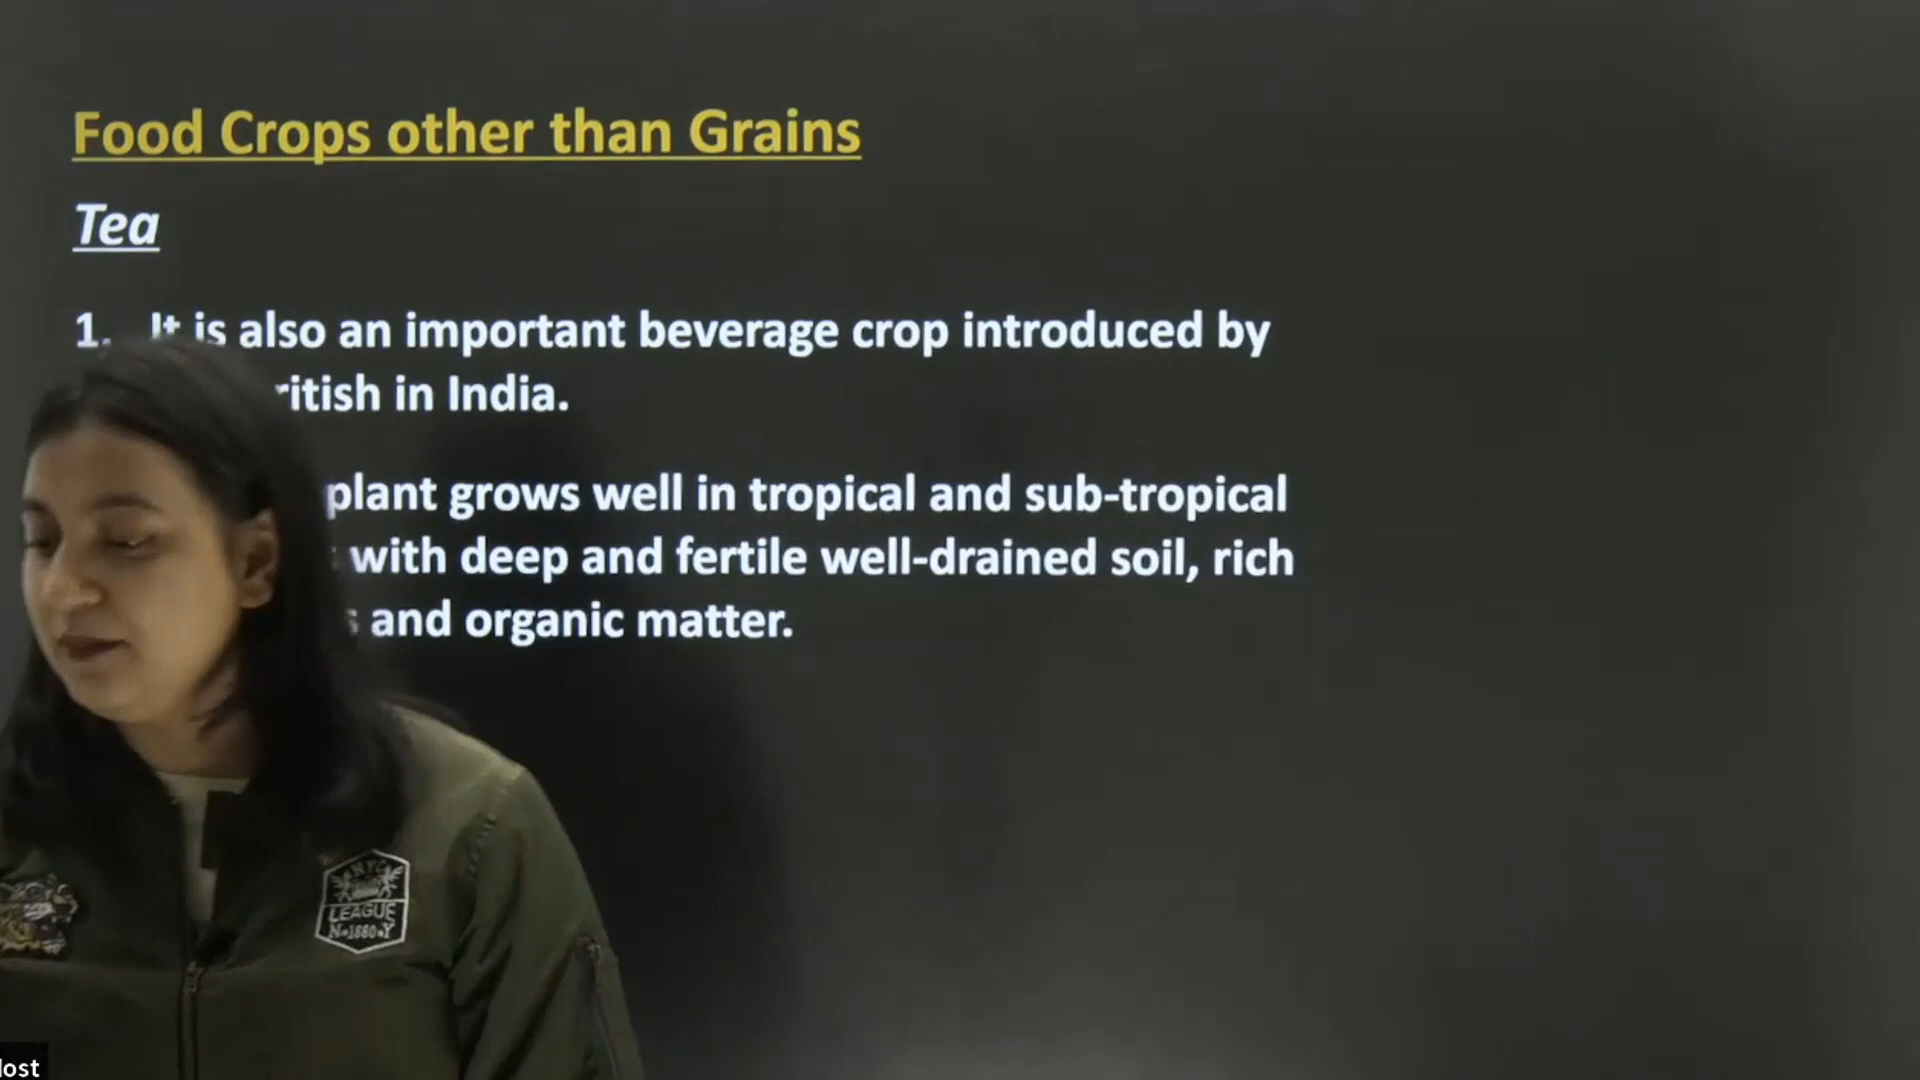 Food Crops other than Grains
Tea
1. It is also an important beverage crop introduced by
in India.
plant grows well in tropical and sub-tropical
with deep and fertile well-drained soil, rich
and organic matter.
NYC
LEAGUE
N•1880•Y